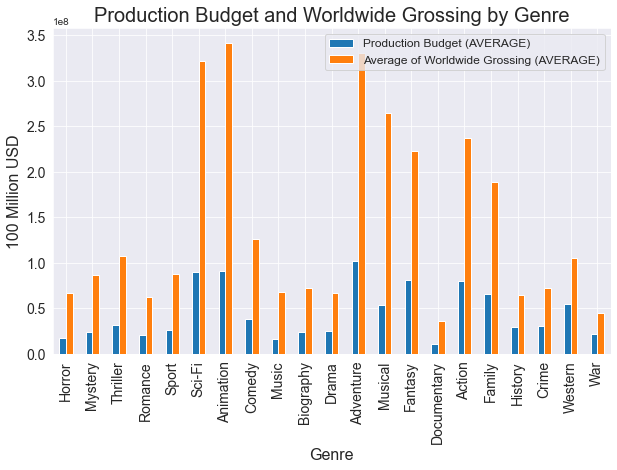 Production Budget and Worldwide Grossing by Genre
1e8
Production Budget (AVERAGE)
Average of Worldwide Grossing (AVERAGE)
3.5
3.0
2.5
2.0
1.5
1.0
0.5
0.0
100 Million USD
Horror
Mystery
Thriller
Romance
Sport
Sci-Fi
Animation
Comedy
Music
Biography
Drama
Adventure
Musical
Fantasy
Documentary
Action
Family
History
Crime
Western
War
Genre